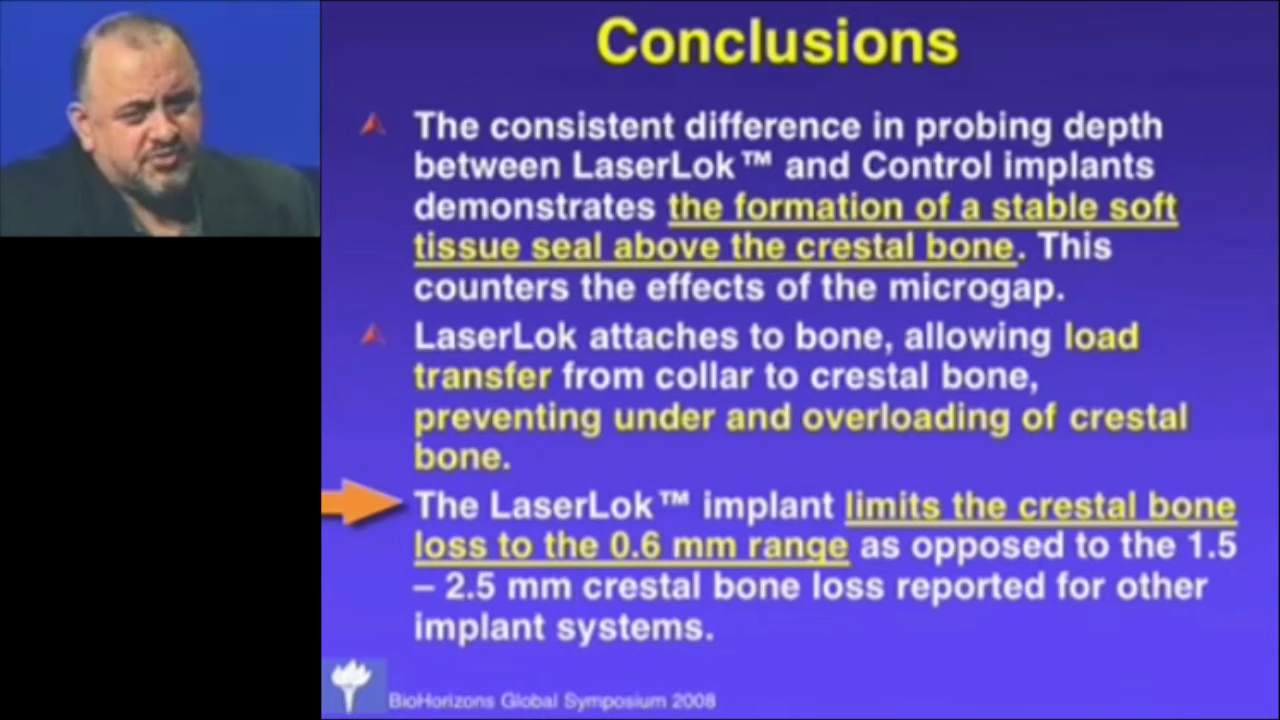 Conclusions
The consistent difference in probing depth
between LaserLok™ and Control implants
demonstrates the formation of a stable soft
tissue seal above the crestal bone. This
counters the effects of the microgap.
LaserLok attaches to bone, allowing load
transfer from collar to crestal bone,
preventing under and overloading of crestal
bone.
The LaserLok™ implant limits the crestal bone
loss to the 0.6 mm range as opposed to the 1.5
– 2.5 mm crestal bone loss reported for other
implant systems.
BioHorizons Global Symposium 2008